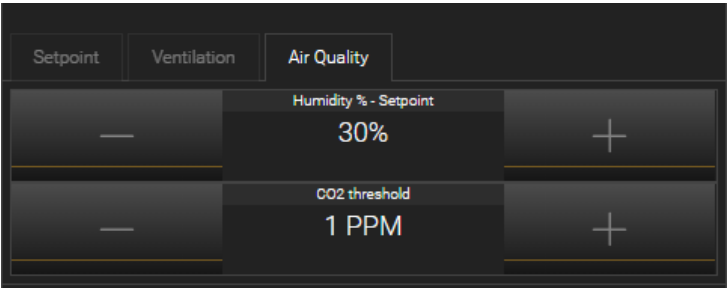 Setpoint Ventilation Air Quality
Humidity % - Setpoint
— 30% +
CO2 threshold
— 1 PPM +